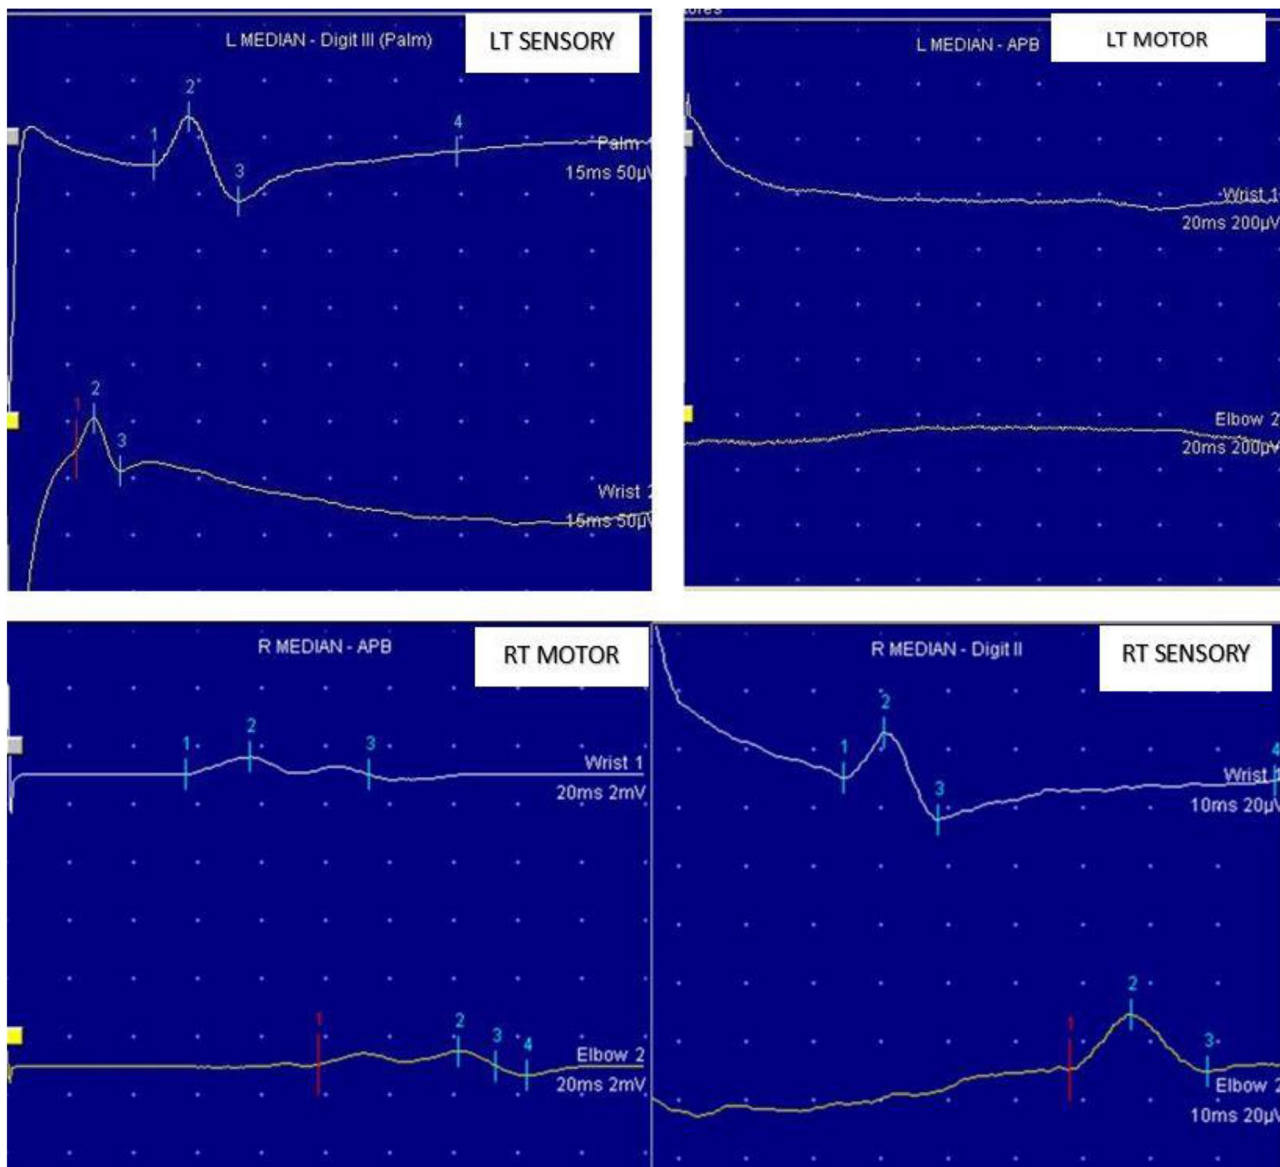 L MEDIAN - Digit III (Palm)
LT SENSORY
2
1
4
3
Palm
15ms 50µV
2
1
3
Wrist 2
15ms 50µV
L MEDIAN - APB
LT MOTOR
Wrist 1
20ms 200µV
Elbow 2
20ms 200µV
R MEDIAN - APB
RT MOTOR
1
2
3
Wrist 1
20ms 2mV
1
2
3
4
Elbow 2
20ms 2mV
R MEDIAN - Digit II
RT SENSORY
2
1
4
3
Wrist 1
10ms 20µV
2
1
3
Elbow 2
10ms 20µV